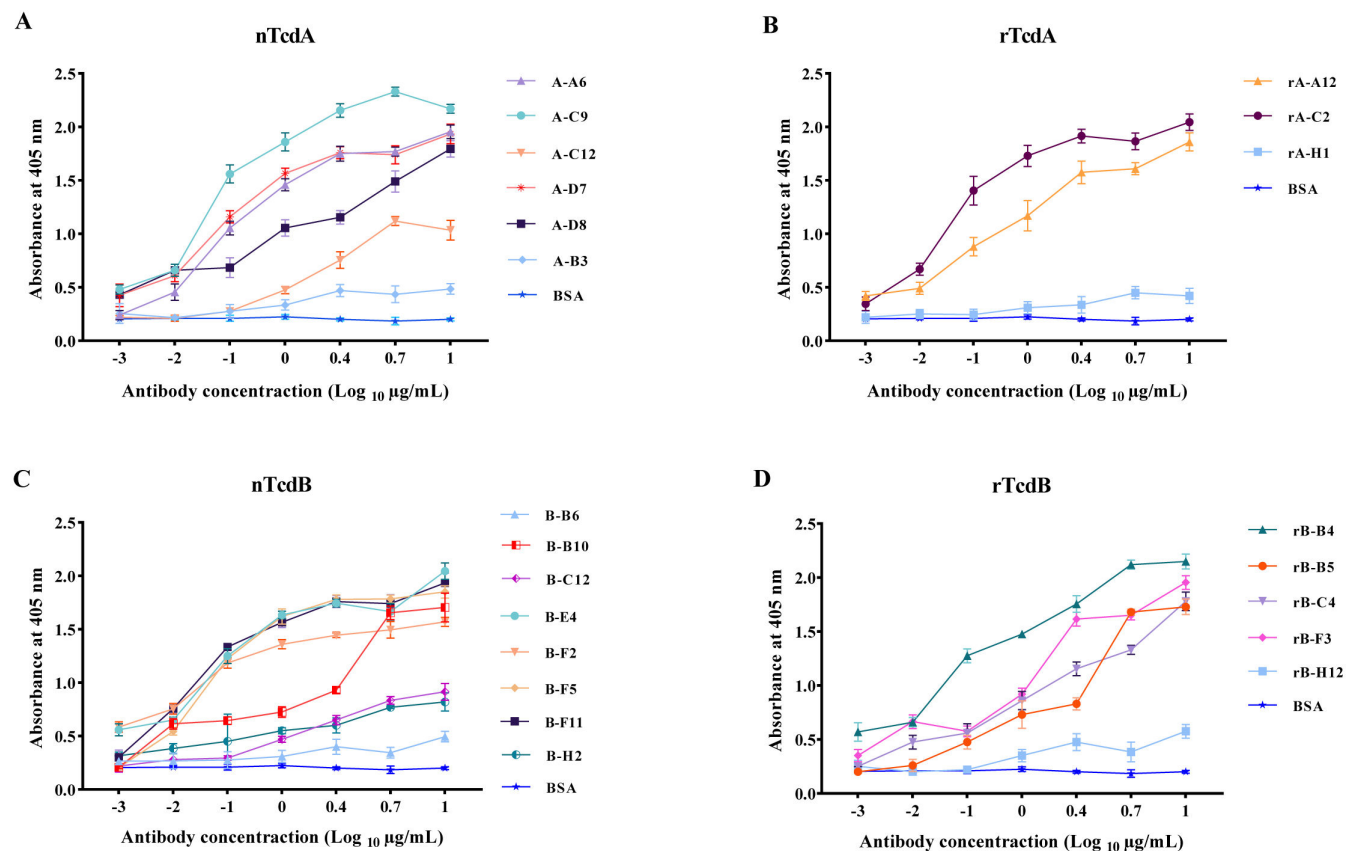 A
nTcdA
Absorbance at 405 nm
2.5
2.0
1.5
1.0
0.5
0.0
-3 -2 -1 0 0.4 0.7 1
Antibody concentraction (Log 10 µg/mL)
A-A6
A-C9
A-C12
A-D7
A-D8
A-B3
BSA
B
rTcdA
Absorbance at 405 nm
2.5
2.0
1.5
1.0
0.5
0.0
-3 -2 -1 0 0.4 0.7 1
Antibody concentraction (Log 10 µg/mL)
rA-A12
rA-C2
rA-H1
BSA
C
nTcdB
Absorbance at 405 nm
2.5
2.0
1.5
1.0
0.5
0.0
-3 -2 -1 0 0.4 0.7 1
Antibody concentraction (Log 10 µg/mL)
B-B6
B-B10
B-C12
B-E4
B-F2
B-F5
B-F11
B-H2
BSA
D
rTcdB
Absorbance at 405 nm
2.5
2.0
1.5
1.0
0.5
0.0
-3 -2 -1 0 0.4 0.7 1
Antibody concentraction (Log 10 µg/mL)
rB-B4
rB-B5
rB-C4
rB-F3
rB-H12
BSA